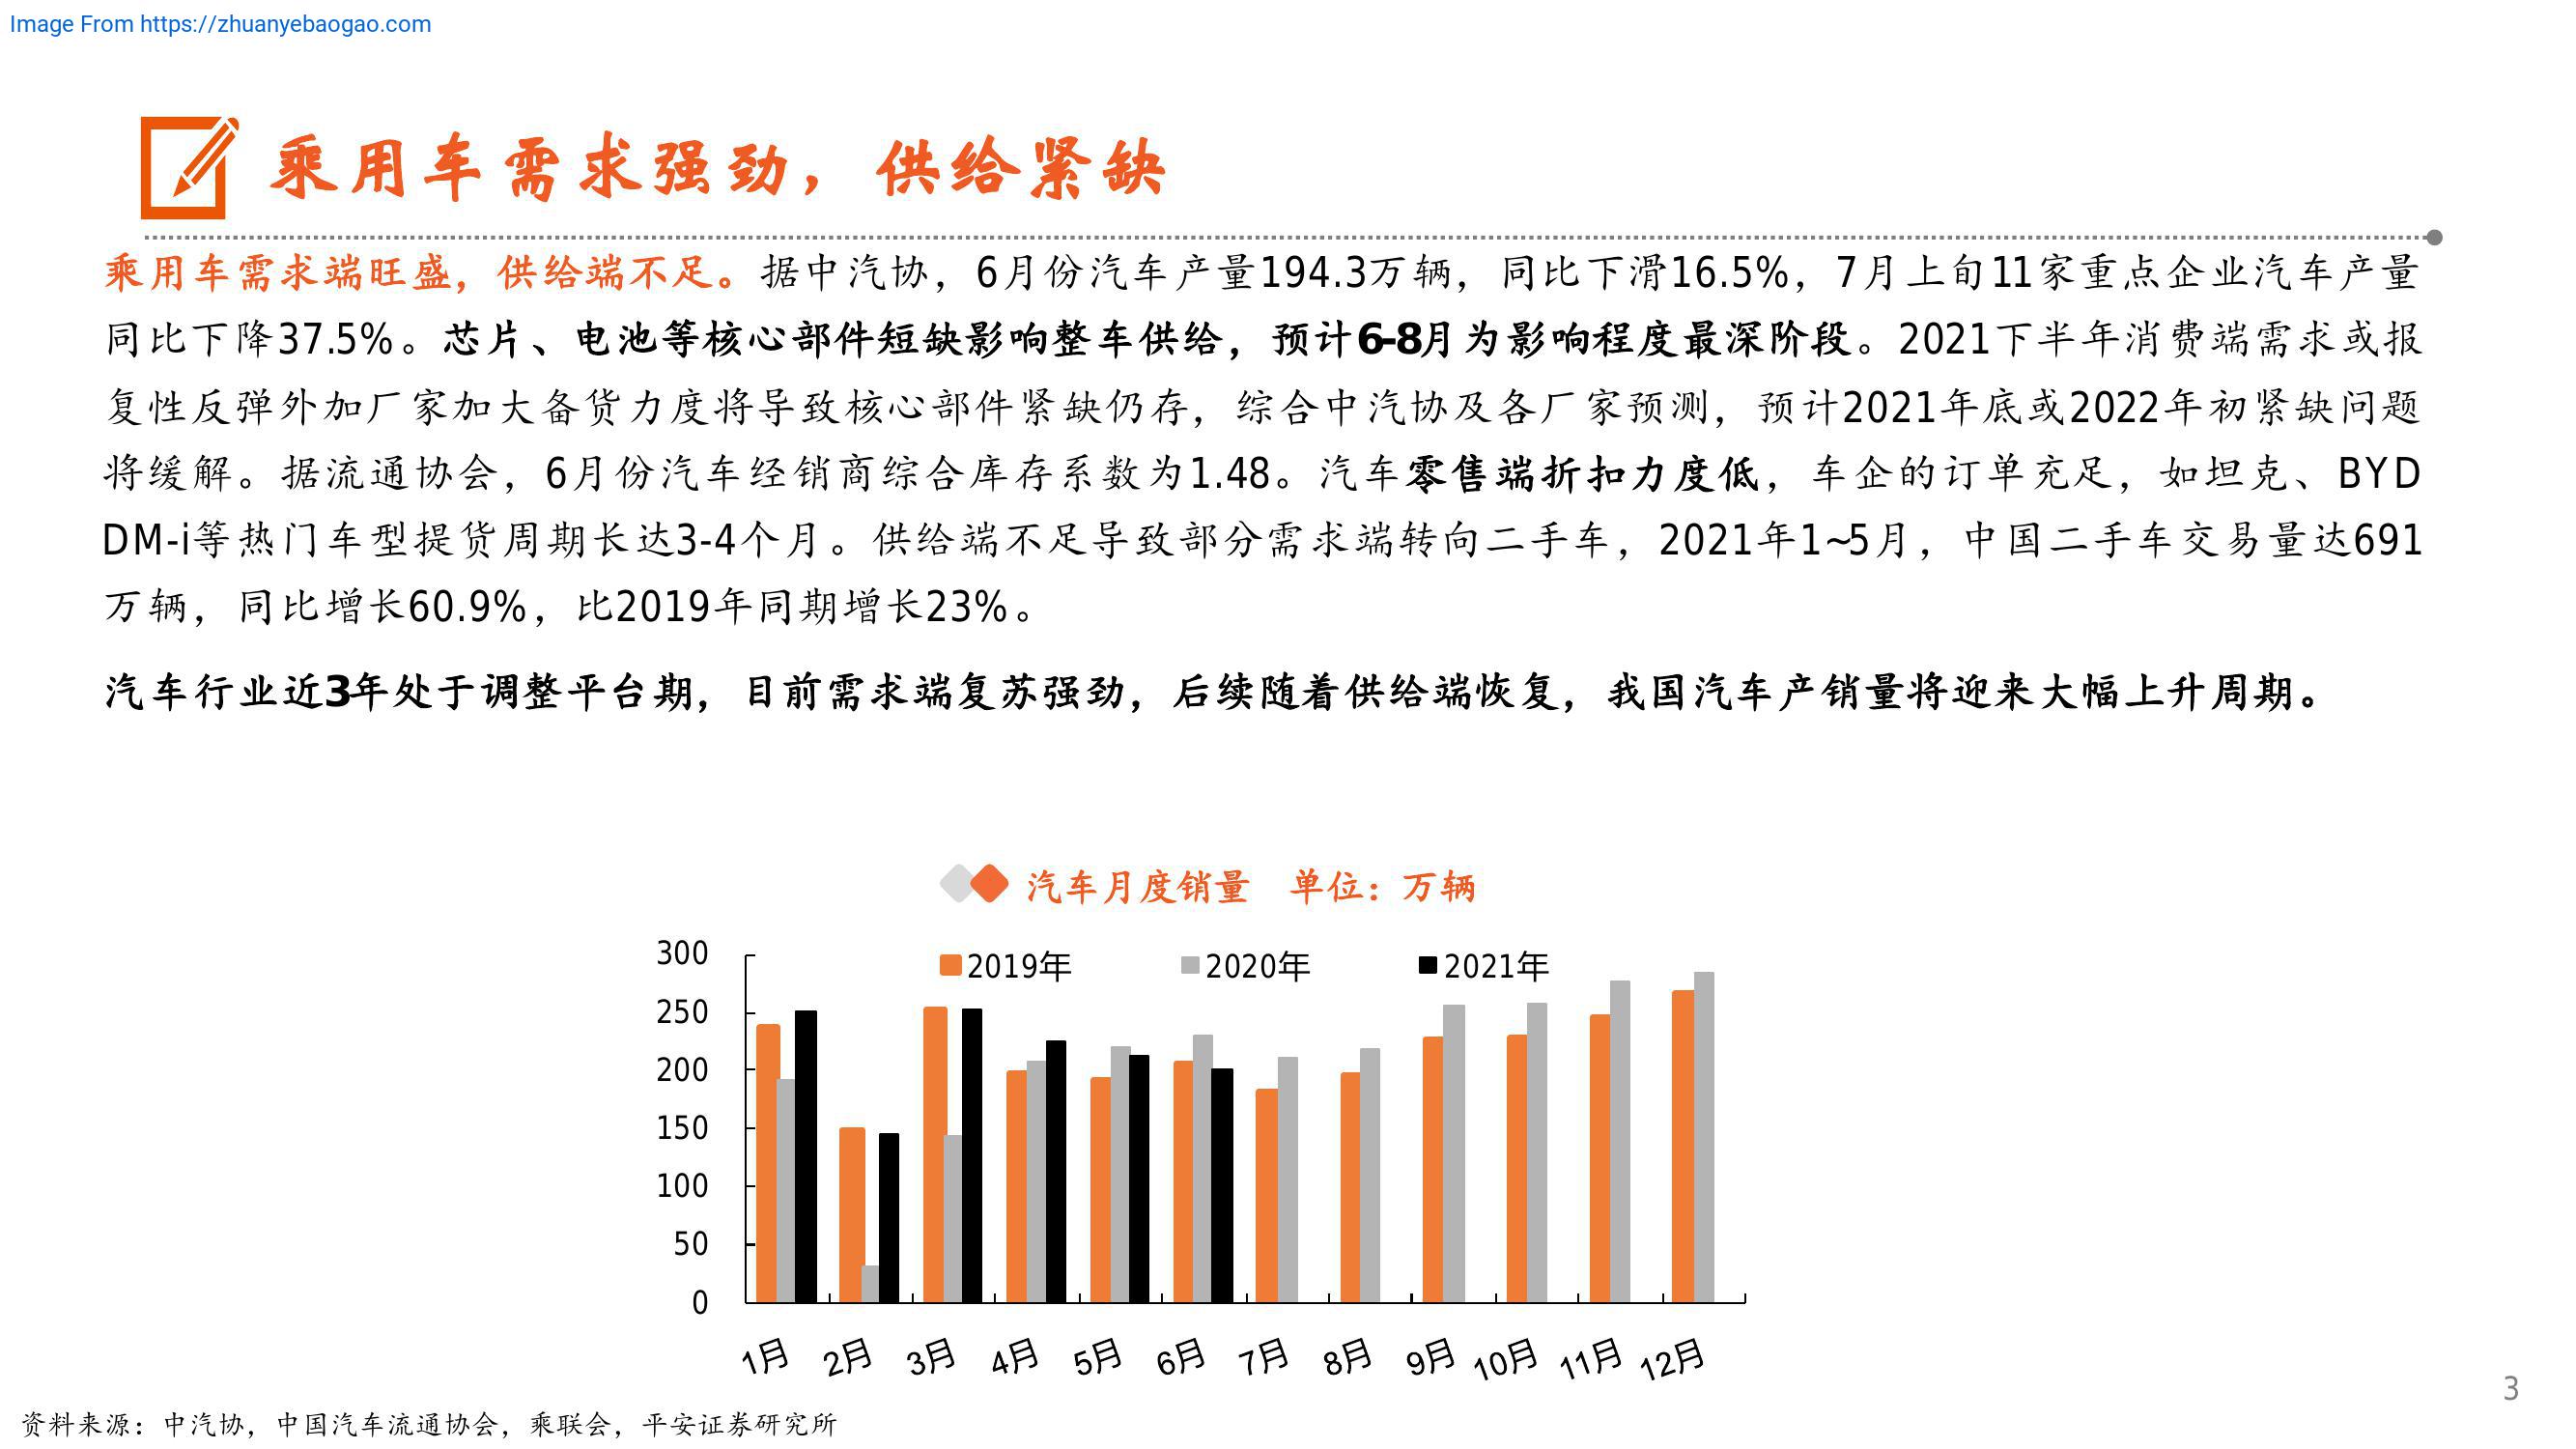 Image From https://zhuanyebaogao.com
乘用车需求强劲，供给紧缺
乘用车需求端旺盛，供给端不足。据中汽协，6月份汽车产量194.3万辆，同比下滑16.5%，7月上旬11家重点企业汽车产量
同比下降37.5%。芯片、电池等核心部件短缺影响整车供给，预计6-8月为影响程度最深阶段。2021下半年消费端需求或报
复性反弹外加厂家加大备货力度将导致核心部件紧缺仍存，综合中汽协及各厂家预测，预计2021年底或2022年初紧缺问题
将缓解。据流通协会，6月份汽车经销商综合库存系数为1.48。汽车零售端折扣力度低，车企的订单充足，如坦克、BYD
DM-i等热门车型提货周期长达3-4个月。供给端不足导致部分需求端转向二手车，2021年1~5月，中国二手车交易量达691
万辆，同比增长60.9%，比2019年同期增长23%。
汽车行业近3年处于调整平台期，目前需求端复苏强劲，后续随着供给端恢复，我国汽车产销量将迎来大幅上升周期。
汽车月度销量 单位：万辆
2019年 2020年 2021年
300
250
200
150
100
50
0
1月 2月 3月 4月 5月 6月 7月 8月 9月 10月 11月 12月
资料来源：中汽协，中国汽车流通协会，乘联会，平安证券研究所
3